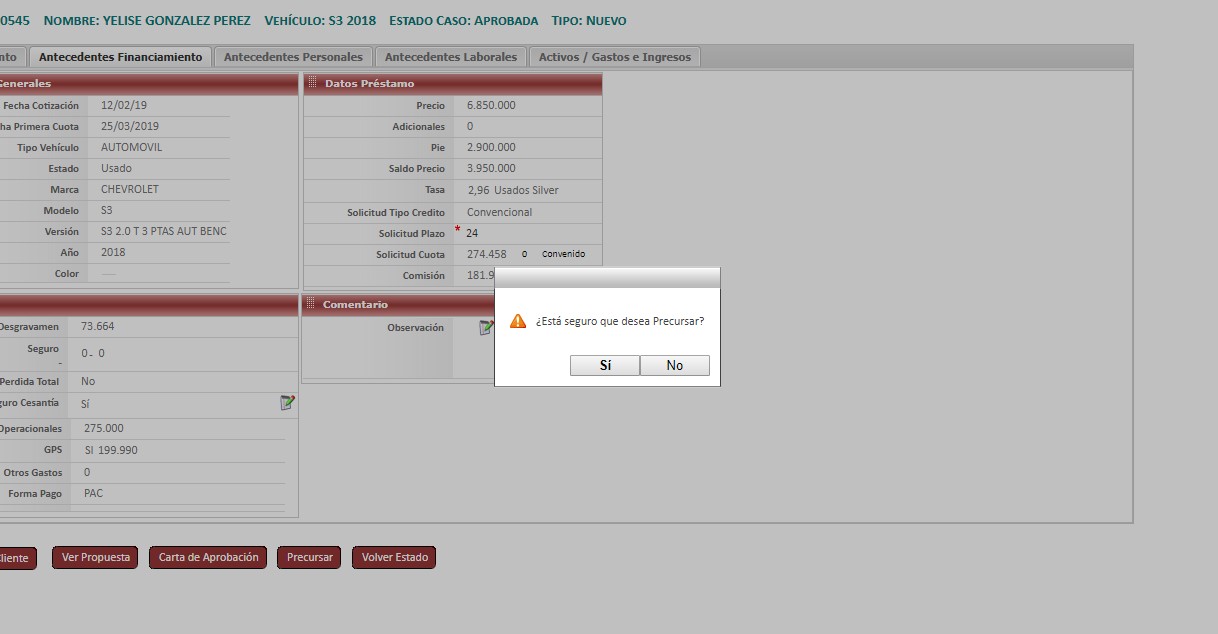 0545 NOMBRE: YELISE GONZALEZ PEREZ VEHÍCULO: S3 2018 ESTADO CASO: APROBADA TIPO: NUEVO
nto Antecedentes Financiamiento Antecedentes Personales Antecedentes Laborales Activos / Gastos e Ingresos
Generales
Fecha Cotización 12/02/19
ha Primera Cuota 25/03/2019
Tipo Vehículo AUTOMOVIL
Estado Usado
Marca CHEVROLET
Modelo S3
Versión S3 2.0 T 3 PTAS AUT BENC
Año 2018
Color ----
Datos Préstamo
Precio 6.850.000
Adicionales 0
Pie 2.900.000
Saldo Precio 3.950.000
Tasa 2,96 Usados Silver
Solicitud Tipo Credito Convencional
Solicitud Plazo * 24
Solicitud Cuota 274.458 0 Convenido
Comisión 181.9
Desgravamen 73.664
Seguro - 0 - 0
Perdida Total No
guro Cesantía Sí
Operacionales 275.000
GPS SI 199.990
Otros Gastos 0
Forma Pago PAC
Comentario
Observación
¿Está seguro que desea Precursar?
Sí No
Cliente Ver Propuesta Carta de Aprobación Precursar Volver Estado